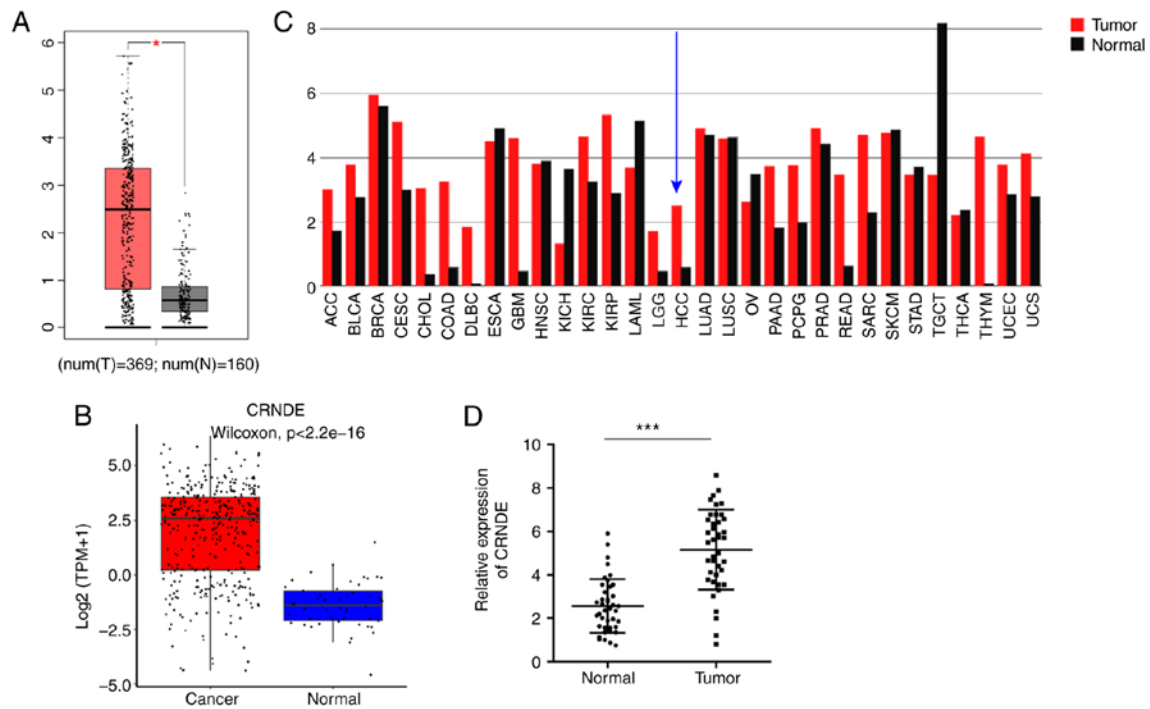 A
6
5
4
3
2
1
0
*
(num(T)=369; num(N)=160)
C
8
6
4
2
0
Tumor
Normal
ACC
BLCA
BRCA
CESC
CHOL
COAD
DLBC
ESCA
GBM
HNSC
KICH
KIRC
KIRP
LAML
LGG
HCC
LUAD
LUSC
OV
PAAD
PCPG
PRAD
READ
SARC
SKCM
STAD
TGCT
THCA
THYM
UCEC
UCS
B
CRNDE
Wilcoxon, p<2.2e−16
Log2 (TPM+1)
5.0
2.5
0.0
−2.5
−5.0
Cancer
Normal
D
***
Relative expression
of CRNDE
10
8
6
4
2
0
Normal
Tumor